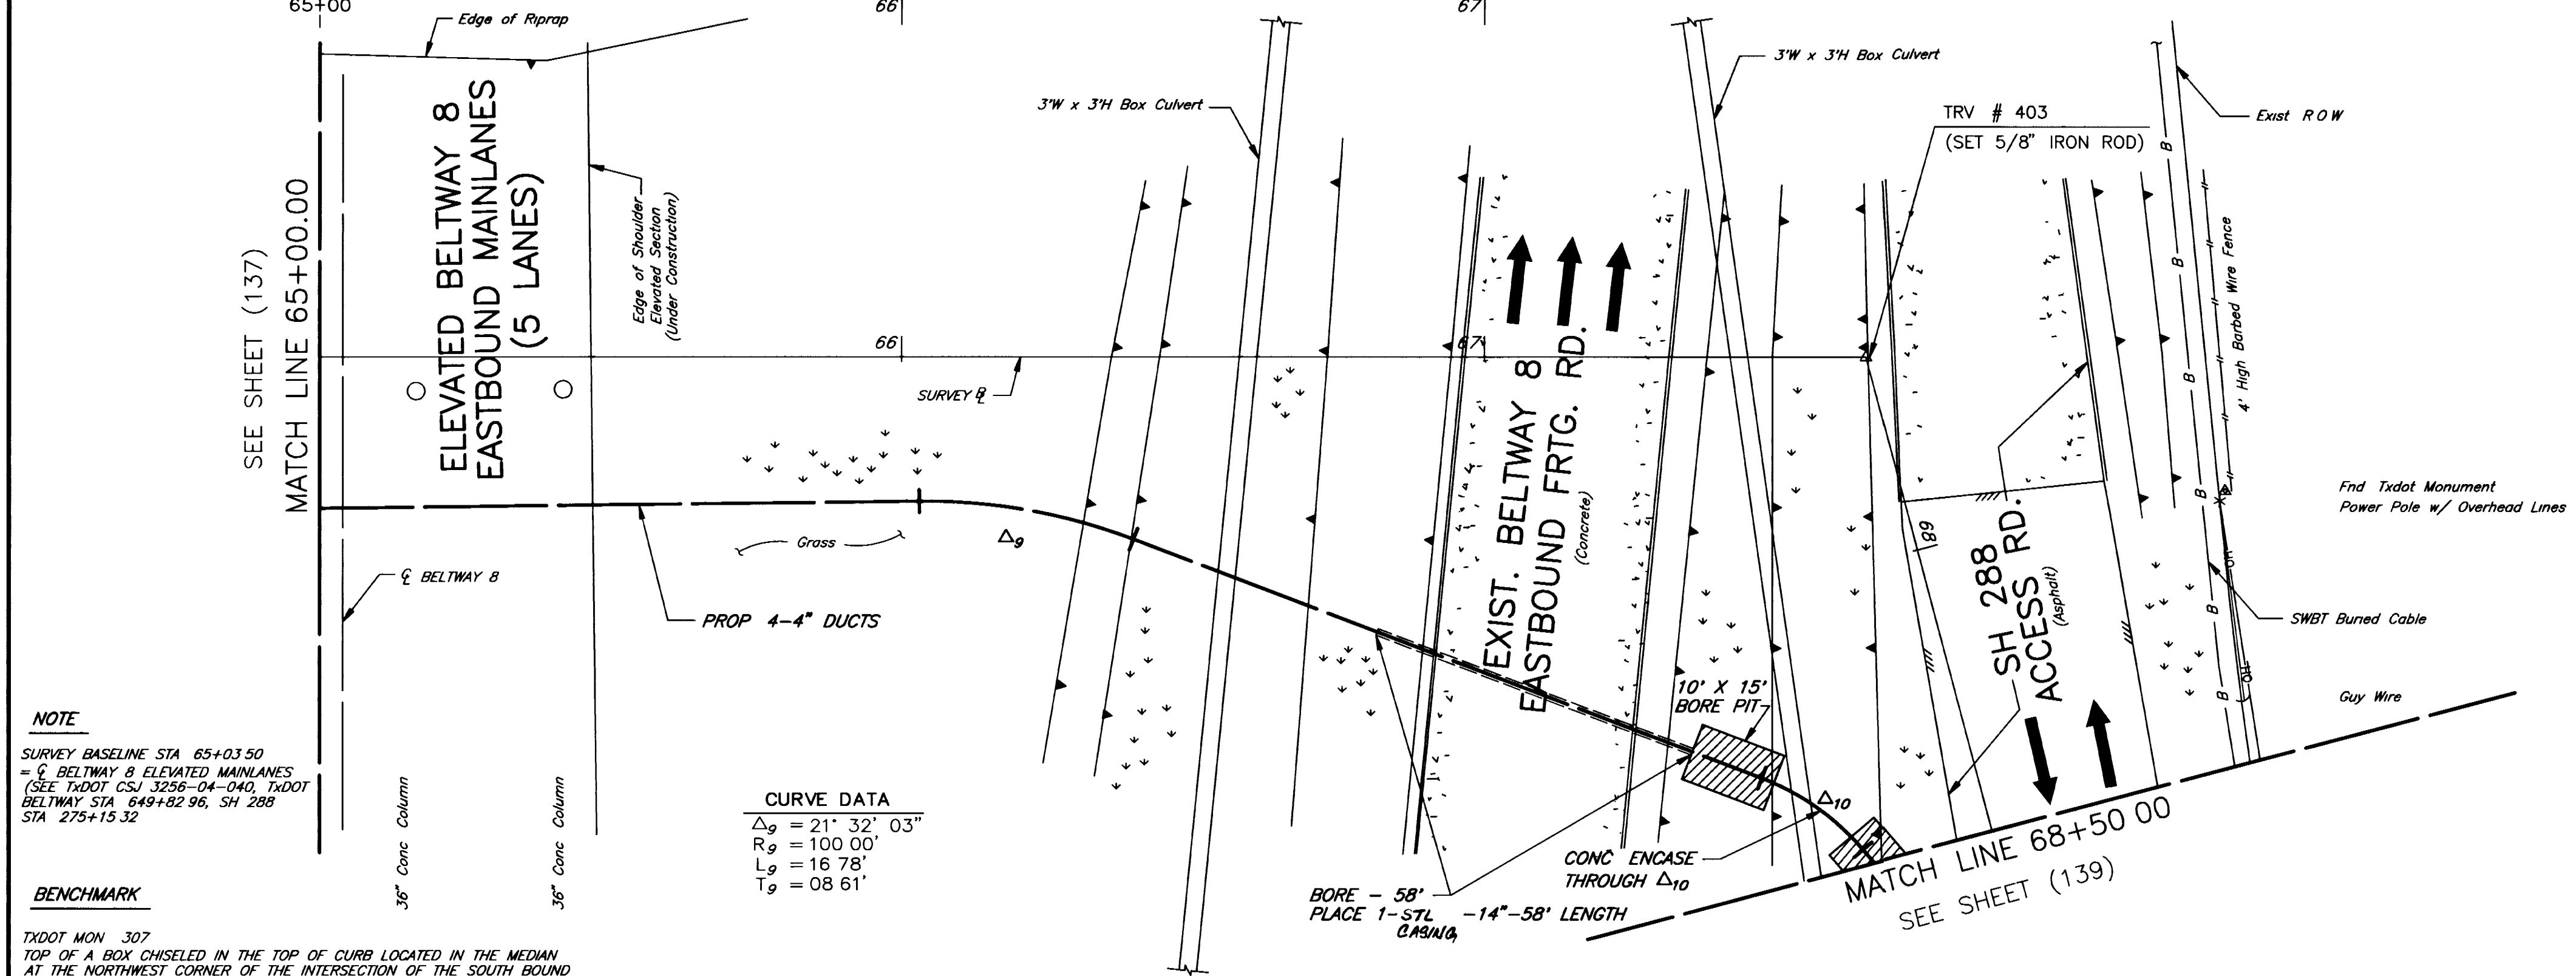 65+00
66
67
Edge of Riprap
3'W x 3'H Box Culvert
3'W x 3'H Box Culvert
TRV # 403
(SET 5/8" IRON ROD)
Exist R O W
SEE SHEET (137)
MATCH LINE 65+00.00
ELEVATED BELTWAY 8
EASTBOUND MAINLANES
(5 LANES)
Edge of Shoulder
Elevated Section
(Under Construction)
66
67
SURVEY BL
EXIST. BELTWAY 8
EASTBOUND FRTG. RD.
(Concrete)
B
B
B
B
B
B
B
4' High Barbed Wire Fence
Fnd Txdot Monument
Power Pole w/ Overhead Lines
68
SH 288
ACCESS RD.
(Asphalt)
OH
OH
SWBT Buried Cable
Guy Wire
Grass
Δ9
℄ BELTWAY 8
PROP 4-4" DUCTS
10' X 15'
BORE PIT
Δ10
CONC ENCASE
THROUGH Δ10
BORE - 58'
PLACE 1-STL -14"-58' LENGTH
CASING
MATCH LINE 68+50 00
SEE SHEET (139)
36" Conc Column
36" Conc Column
CURVE DATA
Δ9 = 21° 32' 03"
R9 = 100 00'
L9 = 16 78'
T9 = 08 61'
NOTE
SURVEY BASELINE STA 65+03 50
= ℄ BELTWAY 8 ELEVATED MAINLANES
(SEE TxDOT CSJ 3256-04-040, TxDOT
BELTWAY STA 649+82 96, SH 288
STA 275+15 32
BENCHMARK
TXDOT MON 307
TOP OF A BOX CHISELED IN THE TOP OF CURB LOCATED IN THE MEDIAN
AT THE NORTHWEST CORNER OF THE INTERSECTION OF THE SOUTH BOUND